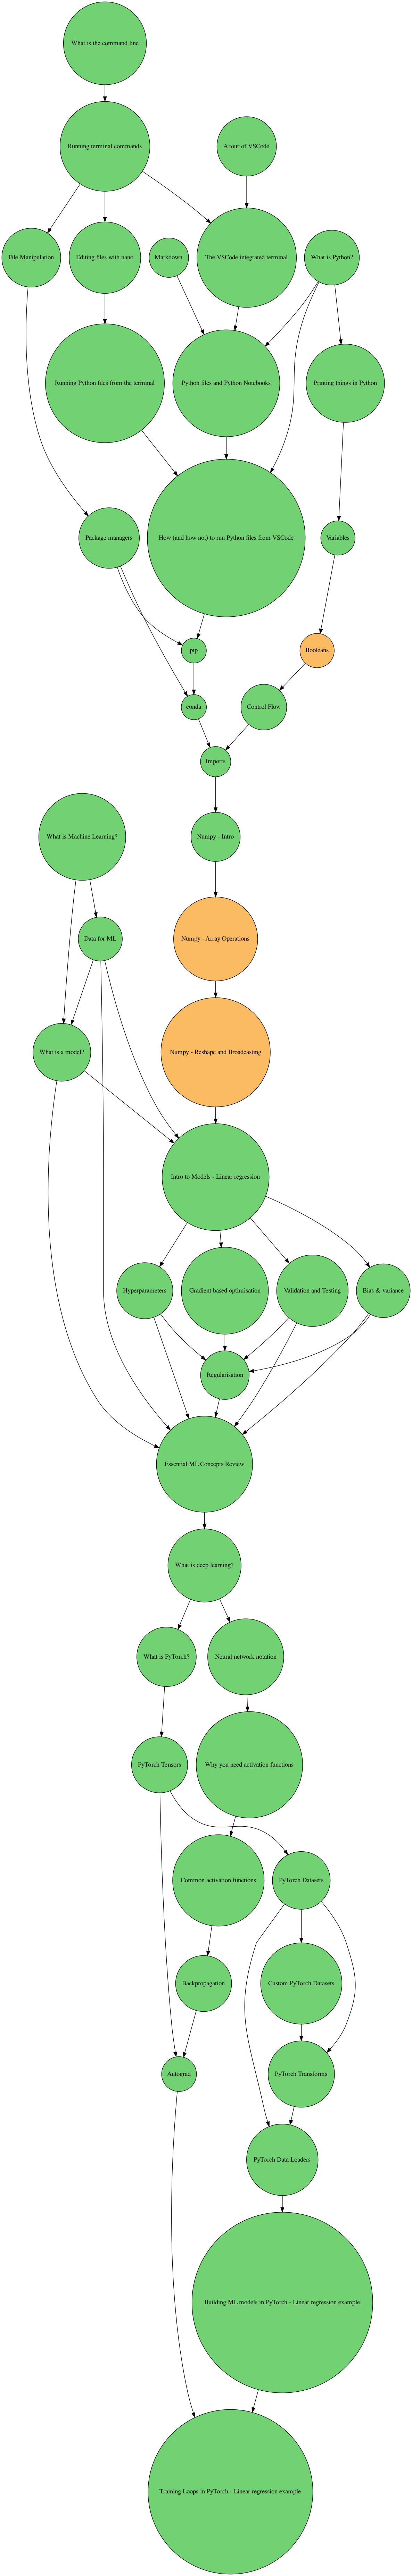 What is the command line
Running terminal commands
A tour of VSCode
File Manipulation
Editing files with nano
Markdown
The VSCode integrated terminal
What is Python?
Running Python files from the terminal
Python files and Python Notebooks
Printing things in Python
Package managers
How (and how not) to run Python files from VSCode
Variables
pip
Booleans
conda
Control Flow
Imports
What is Machine Learning?
Numpy - Intro
Data for ML
Numpy - Array Operations
What is a model?
Numpy - Reshape and Broadcasting
Intro to Models - Linear regression
Hyperparameters
Gradient based optimisation
Validation and Testing
Bias & variance
Regularisation
Essential ML Concepts Review
What is deep learning?
What is PyTorch?
Neural network notation
PyTorch Tensors
Why you need activation functions
Common activation functions
PyTorch Datasets
Backpropagation
Custom PyTorch Datasets
Autograd
PyTorch Transforms
PyTorch Data Loaders
Building ML models in PyTorch - Linear regression example
Training Loops in PyTorch - Linear regression example